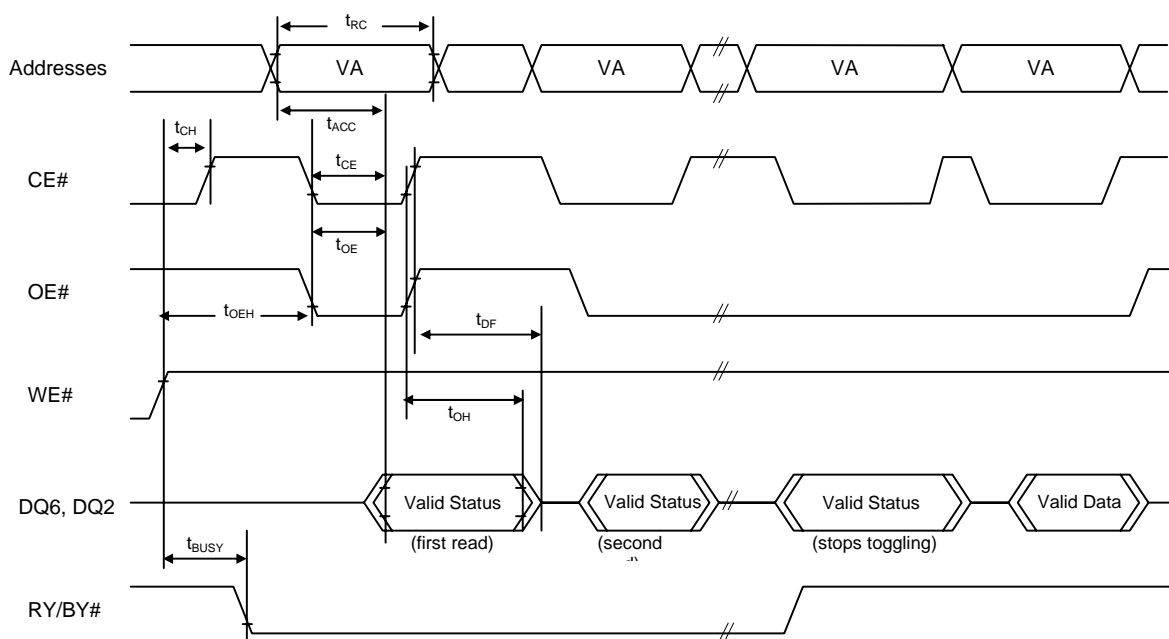 tRC
Addresses
VA
VA
VA
VA
tACC
tCH
tCE
CE#
tOE
OE#
tOEH
tDF
WE#
tOH
DQ6, DQ2
Valid Status
Valid Status
Valid Status
Valid Data
(first read)
(second
(stops toggling)
tBUSY
RY/BY#